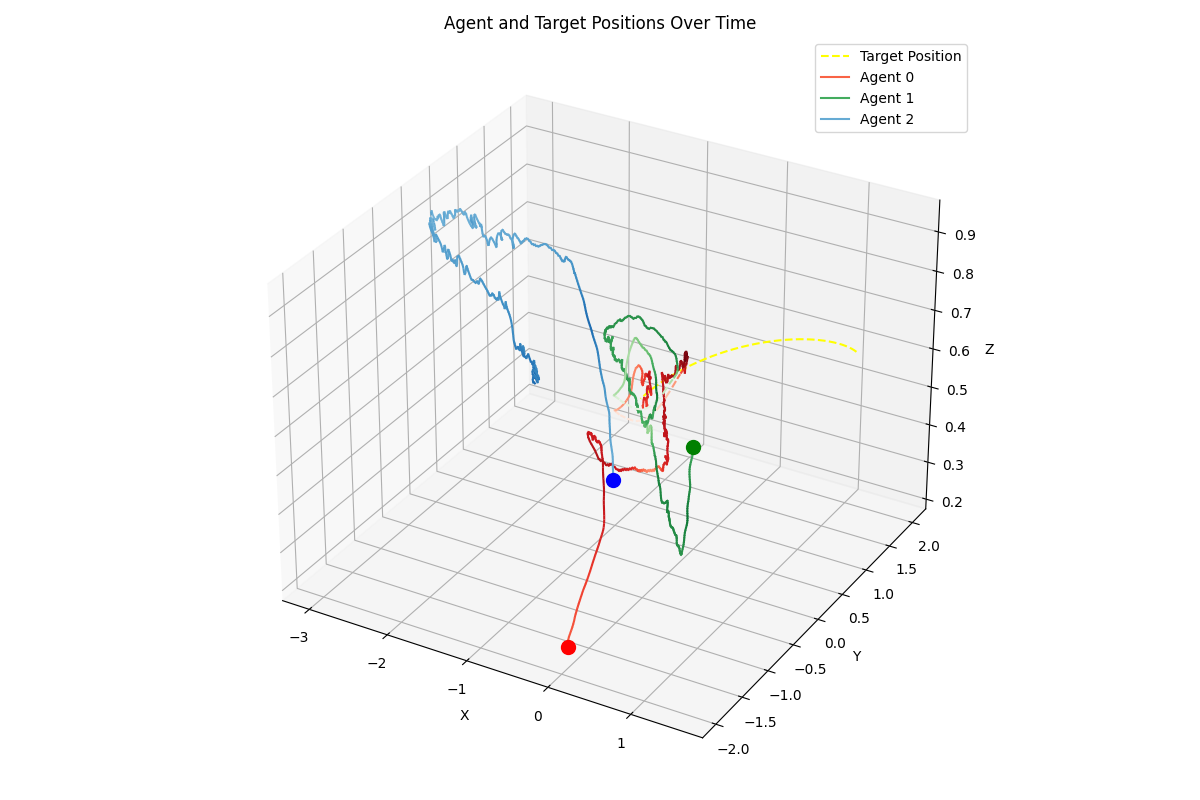 Agent and Target Positions Over Time
Target Position
Agent 0
Agent 1
Agent 2
0.9
0.8
0.7
Z
0.6
0.5
0.4
0.3
0.2
2.0
1.5
1.0
0.5
0.0
Y
−0.5
−1.0
−1.5
−2.0
−3
−2
−1
X
0
1